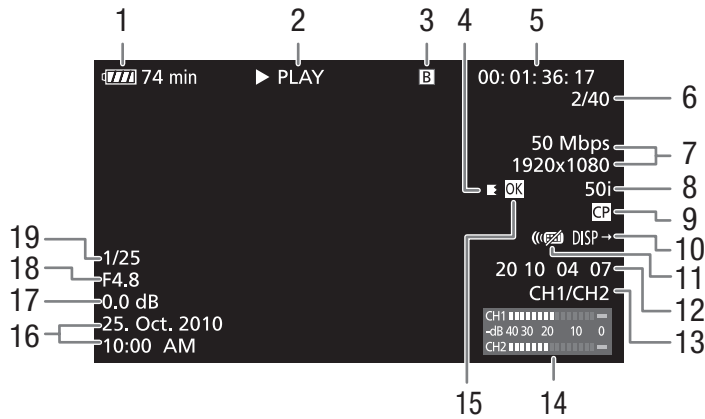 1 2 3 4 5
74 min PLAY B 00: 01: 36: 17
2/40 6
50 Mbps 7
1920x1080
OK 50i 8
CP 9
DISP 10
11
20 10 04 07 12
CH1/CH2 13
19 1/25
18 F4.8
17 0.0 dB
16 25. Oct. 2010
10:00 AM
CH1
-dB 40 30 20 10 0
CH2
15 14